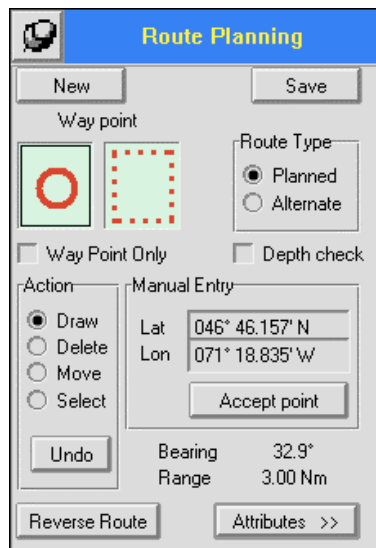 Route Planning
New
Save
Way point
Route Type
Planned
Alternate
Way Point Only
Depth check
Action
Draw
Delete
Move
Select
Undo
Manual Entry
Lat 046° 46.157' N
Lon 071° 18.835' W
Accept point
Bearing 32.9°
Range 3.00 Nm
Reverse Route
Attributes >>